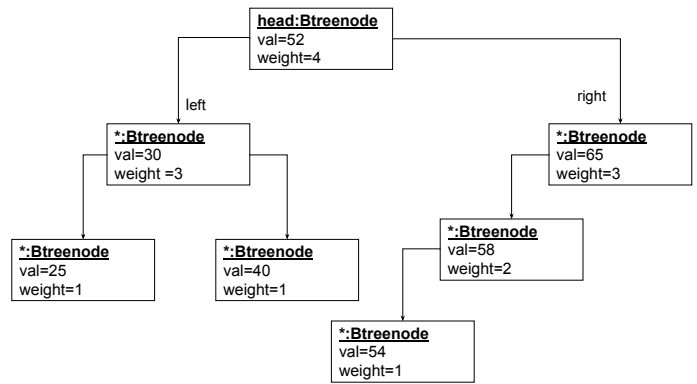 head:Btreenode
val=52
weight=4
left
right
*:Btreenode
val=30
weight =3
*:Btreenode
val=65
weight=3
*:Btreenode
val=25
weight=1
*:Btreenode
val=40
weight=1
*:Btreenode
val=58
weight=2
*:Btreenode
val=54
weight=1